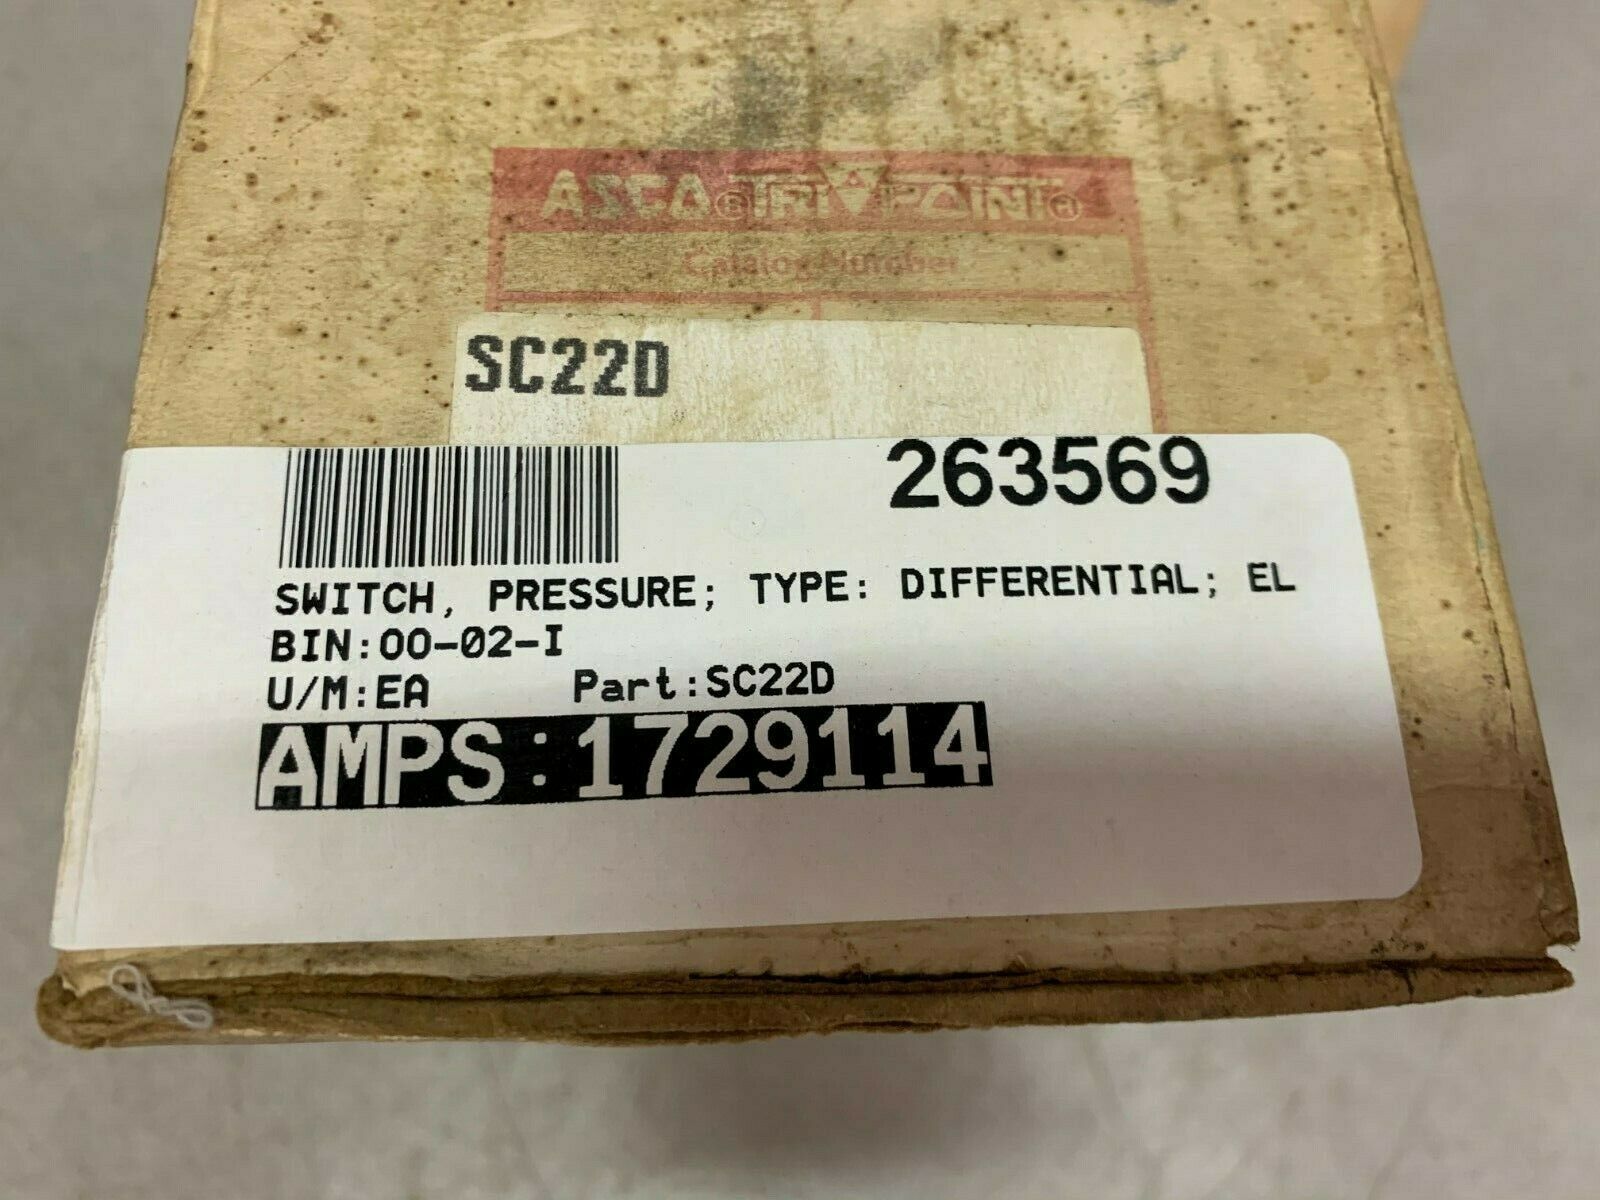 ASCO® TRI POINT®
Catalog Number
SC22D
263569
SWITCH, PRESSURE; TYPE: DIFFERENTIAL; EL
BIN:00-02-I
U/M:EA Part:SC22D
AMPS:1729114